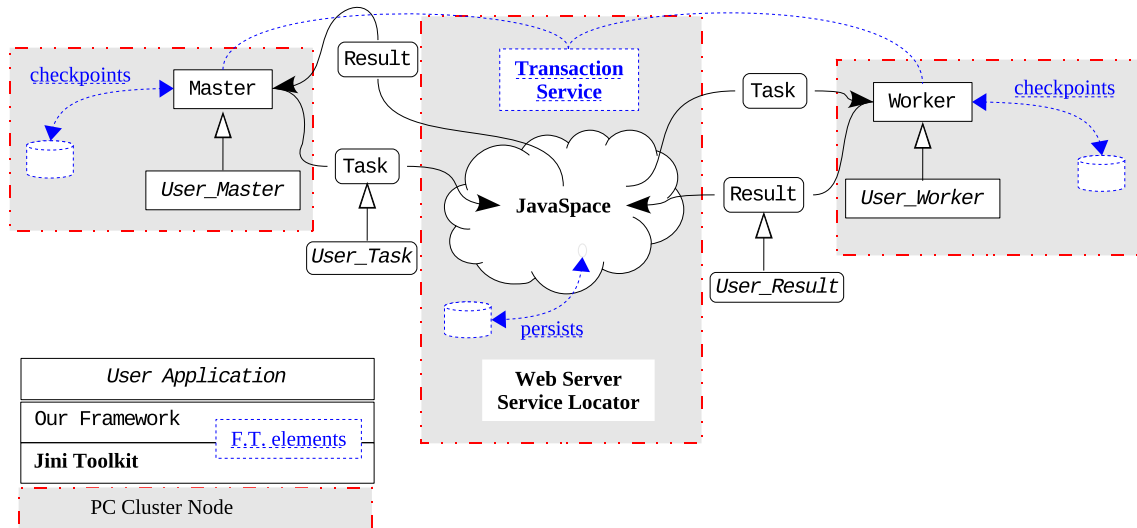 Result
checkpoints
Master
Transaction
Service
Task
Worker
checkpoints
Task
User_Master
Result
User_Worker
JavaSpace
User_Task
User_Result
persists
Web Server
Service Locator
User Application
Our Framework
F.T. elements
Jini Toolkit
PC Cluster Node